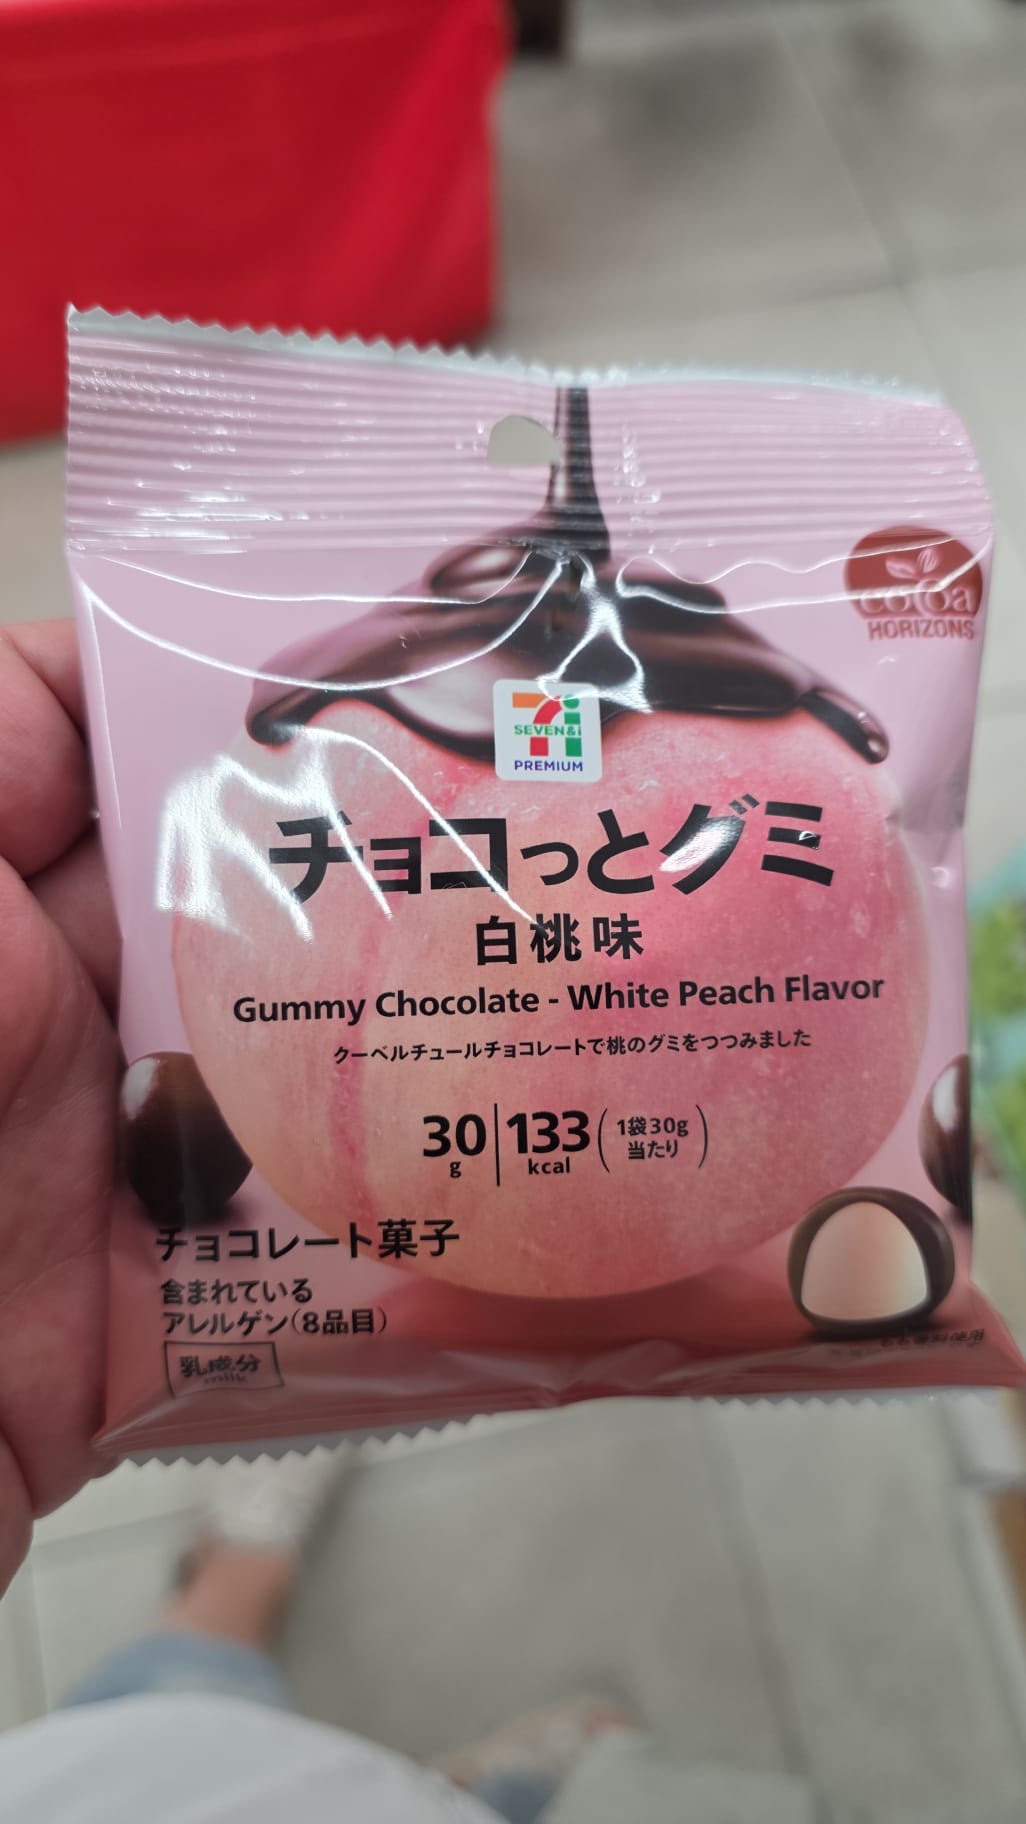 cocoa
HORIZONS
SEVEN&i
PREMIUM
チョコっとグミ
白桃味
Gummy Chocolate - White Peach Flavor
クーベルチュールチョコレートで桃のグミをつつみました
30g 133kcal (1袋30g当たり)
チョコレート菓子
含まれている
アレルゲン(8品目)
乳成分
milk